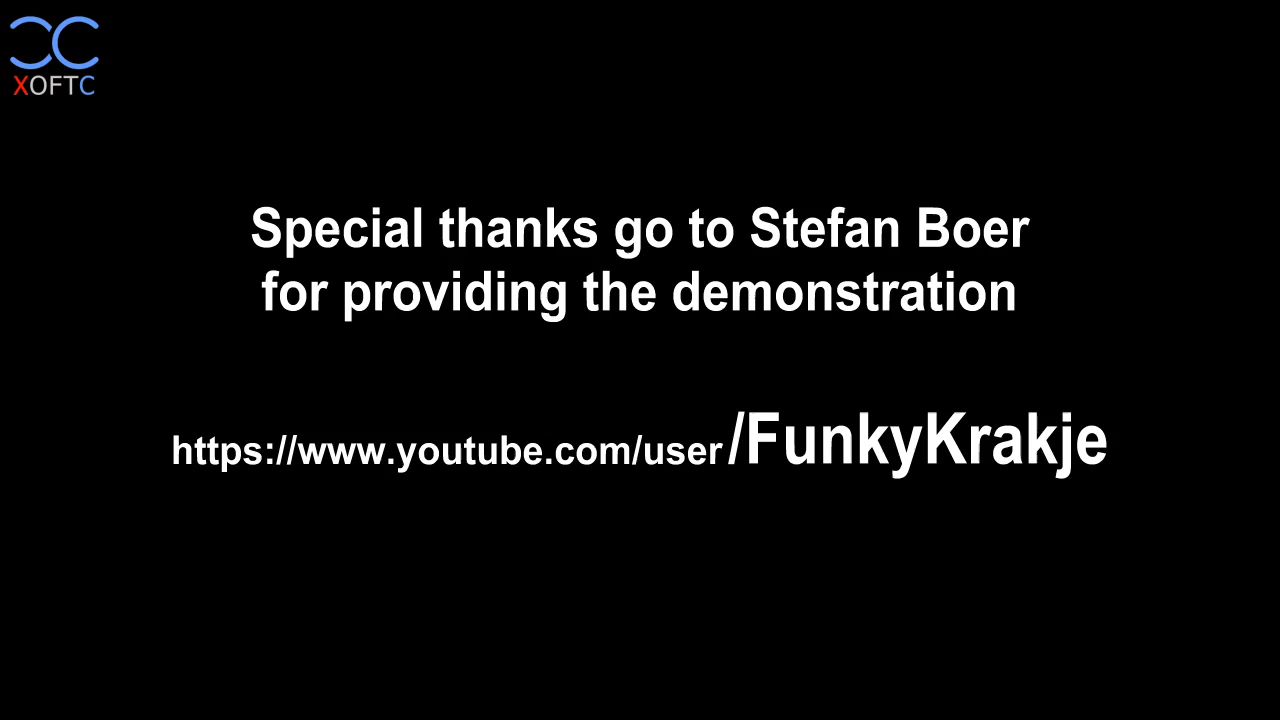 XOFTC
Special thanks go to Stefan Boer
for providing the demonstration
https://www.youtube.com/user/FunkyKrakje